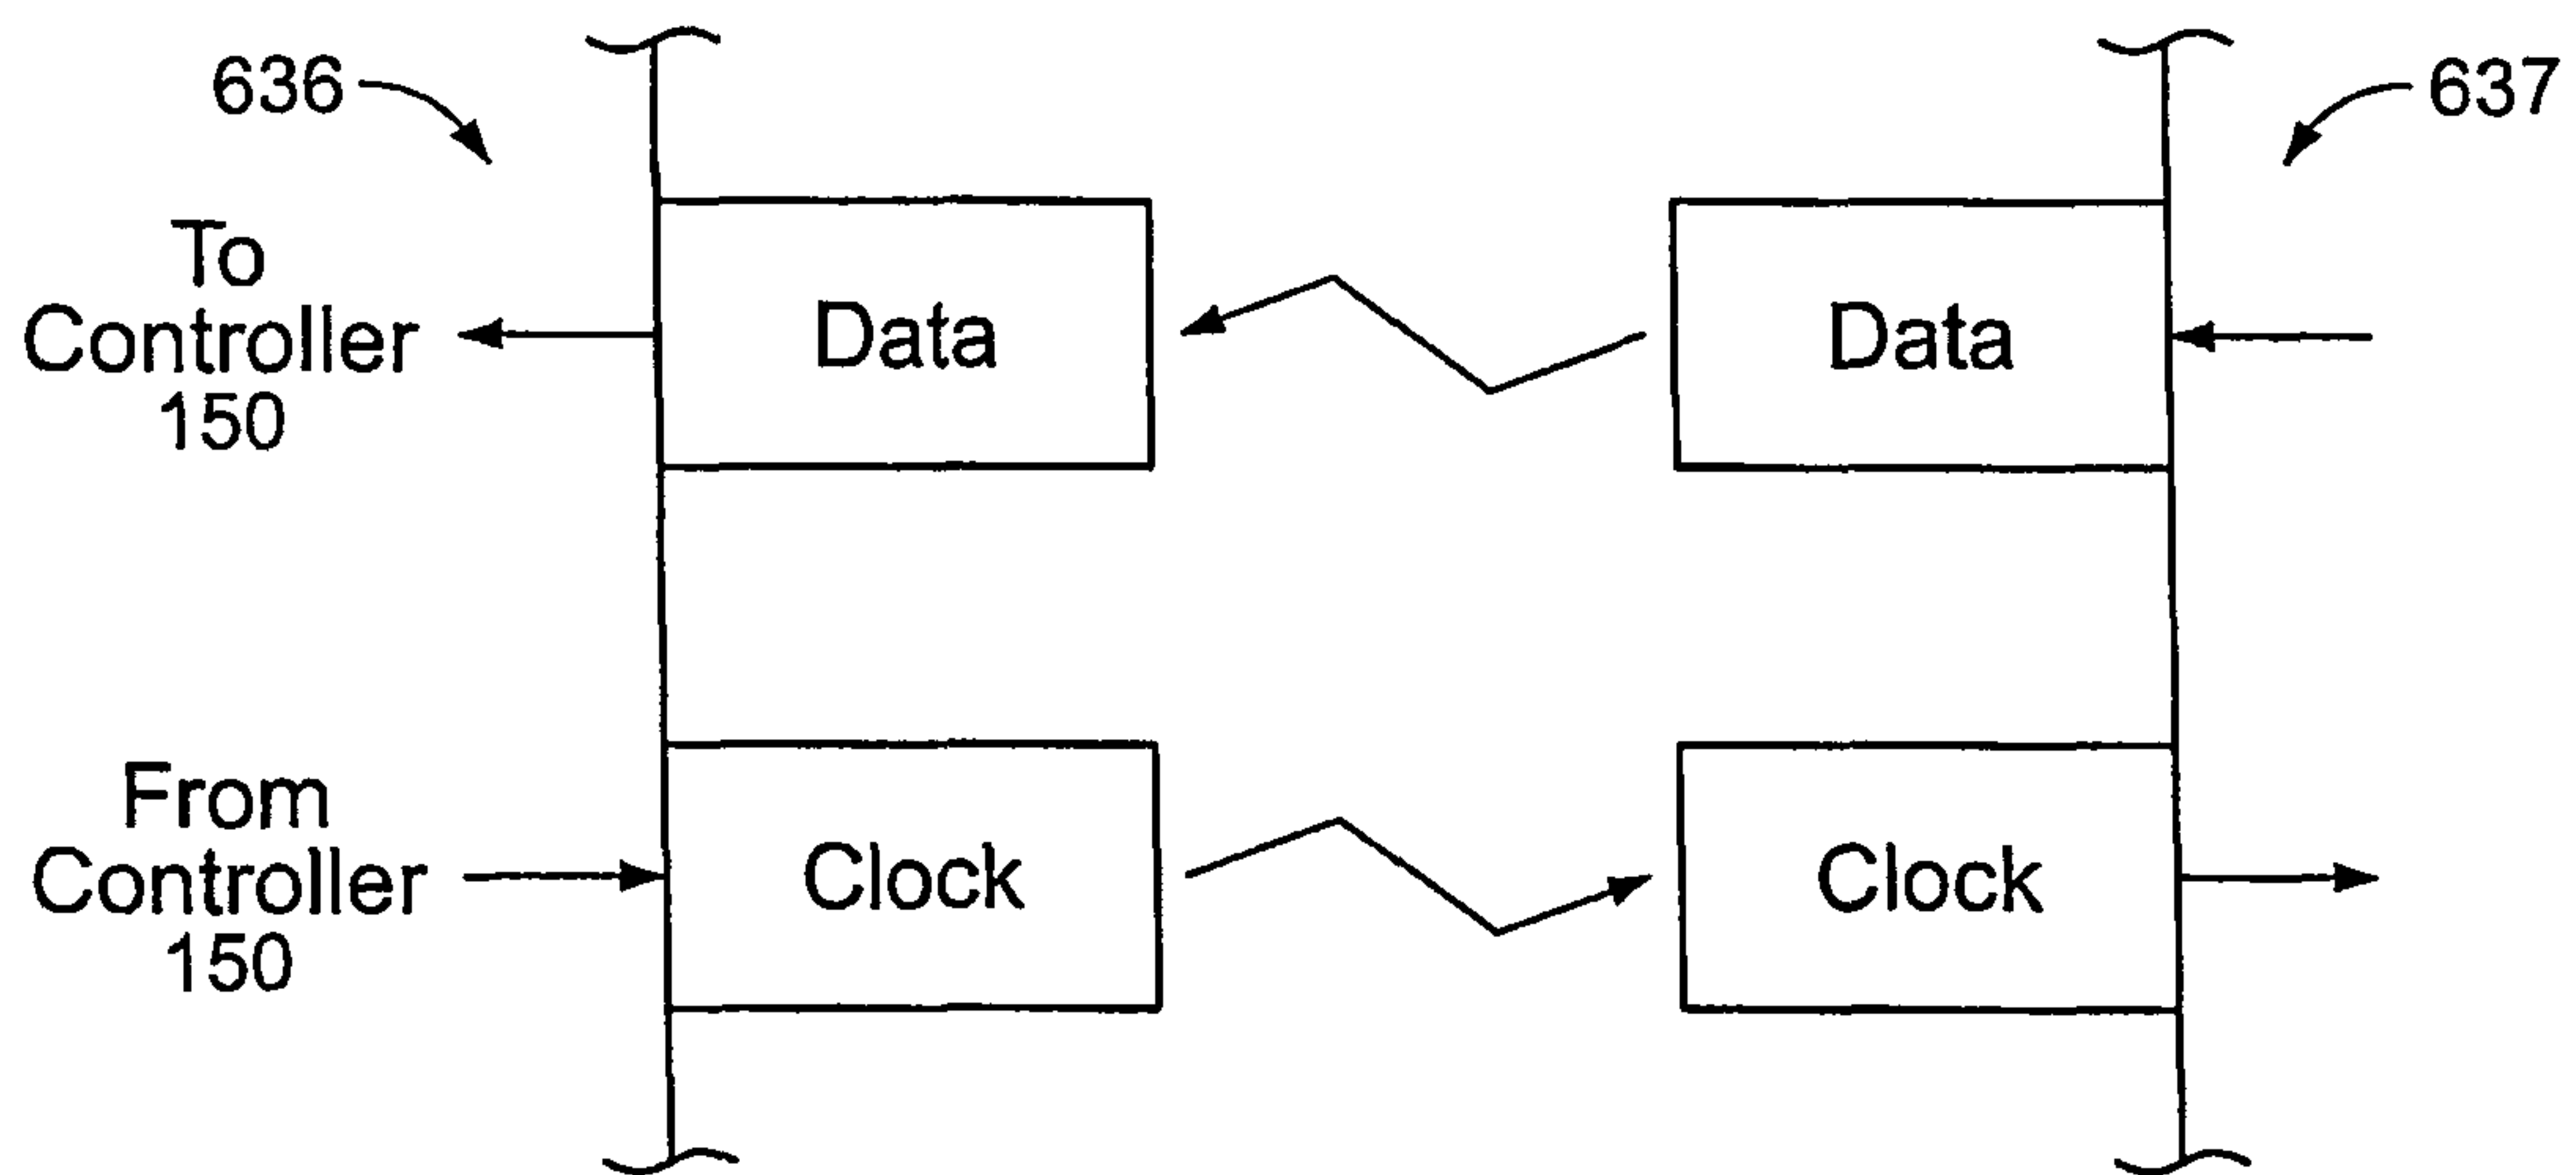 636
637
To
Controller
150
Data
Data
From
Controller
150
Clock
Clock